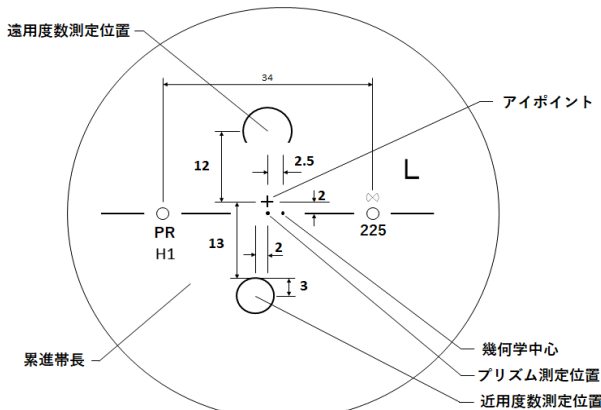 遠用度数測定位置
34
アイポイント
12
2.5
L
2
PR
225
H1
13
2
3
累進帯長
幾何学中心
プリズム測定位置
近用度数測定位置